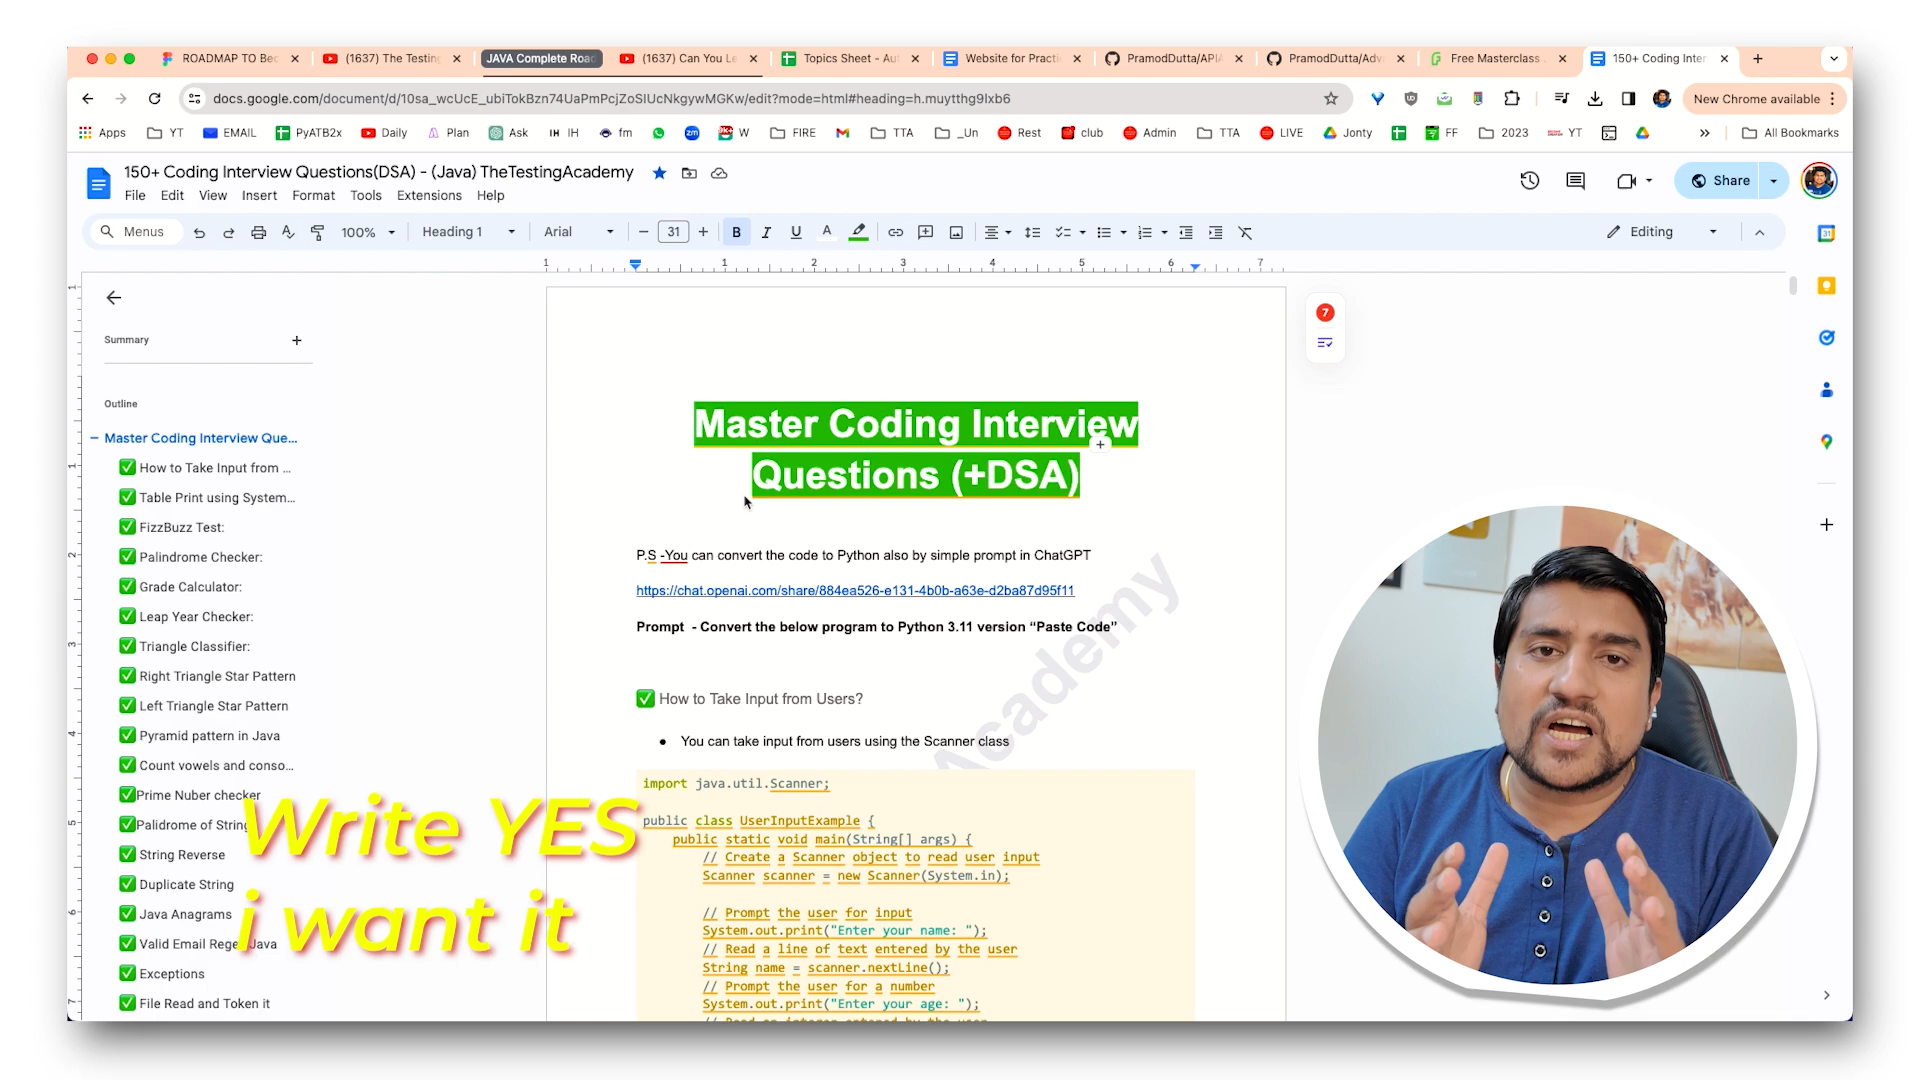 ROADMAP TO Bec
(1637) The Testing
JAVA Complete Road
(1637) Can You Le
Topics Sheet - Au
Website for Practi
PramodDutta/APIA
PramodDutta/Adv
Free Masterclass
150+ Coding Inter
docs.google.com/document/d/10sa_wcUcE_ubiTokBzn74UaPmPcjZoSIUcNkgywMGKw/edit?mode=html#heading=h.muytthg9lxb6
New Chrome available
Apps YT EMAIL PyATB2x Daily Plan Ask IH IH fm zm W FIRE TTA _Un Rest club Admin TTA LIVE Jonty FF 2023 YT » All Bookmarks
150+ Coding Interview Questions(DSA) - (Java) TheTestingAcademy
File Edit View Insert Format Tools Extensions Help
Share
Menus 100% Heading 1 Arial 31 B I U A Editing
1 1 2 3 4 5 6 7
7
Summary
Outline
Master Coding Interview Que...
✅ How to Take Input from ...
✅ Table Print using System...
✅ FizzBuzz Test:
✅ Palindrome Checker:
✅ Grade Calculator:
✅ Leap Year Checker:
✅ Triangle Classifier:
✅ Right Triangle Star Pattern
✅ Left Triangle Star Pattern
✅ Pyramid pattern in Java
✅ Count vowels and conso...
✅Prime Nuber checker
✅Palidrome of String
✅ String Reverse
✅ Duplicate String
✅ Java Anagrams
✅ Valid Email Rege Java
✅ Exceptions
✅ File Read and Token it
Write YES
i want it
Master Coding Interview
Questions (+DSA)
P.S -You can convert the code to Python also by simple prompt in ChatGPT
https://chat.openai.com/share/884ea526-e131-4b0b-a63e-d2ba87d95f11
Prompt - Convert the below program to Python 3.11 version “Paste Code”
Academy
✅ How to Take Input from Users?
● You can take input from users using the Scanner class
import java.util.Scanner;
public class UserInputExample {
public static void main(String[] args) {
// Create a Scanner object to read user input
Scanner scanner = new Scanner(System.in);
// Prompt the user for input
System.out.print("Enter your name: ");
// Read a line of text entered by the user
String name = scanner.nextLine();
// Prompt the user for a number
System.out.print("Enter your age: ");